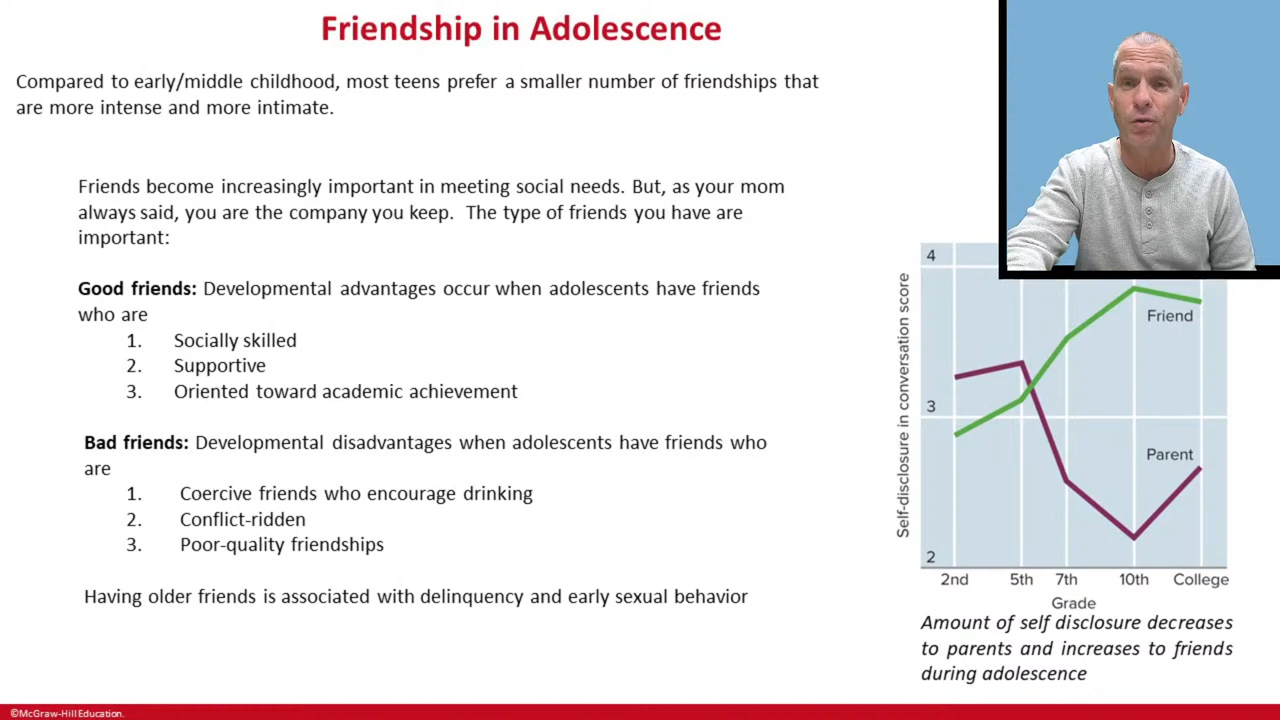 Friendship in Adolescence
Compared to early/middle childhood, most teens prefer a smaller number of friendships that
are more intense and more intimate.
Friends become increasingly important in meeting social needs. But, as your mom
always said, you are the company you keep. The type of friends you have are
important:
Good friends: Developmental advantages occur when adolescents have friends
who are
1. Socially skilled
2. Supportive
3. Oriented toward academic achievement
Bad friends: Developmental disadvantages when adolescents have friends who
are
1. Coercive friends who encourage drinking
2. Conflict-ridden
3. Poor-quality friendships
Having older friends is associated with delinquency and early sexual behavior
Self-disclosure in conversation score
4
3
2
Friend
Parent
2nd 5th 7th 10th College
Grade
Amount of self disclosure decreases
to parents and increases to friends
during adolescence
©McGraw-Hill Education.